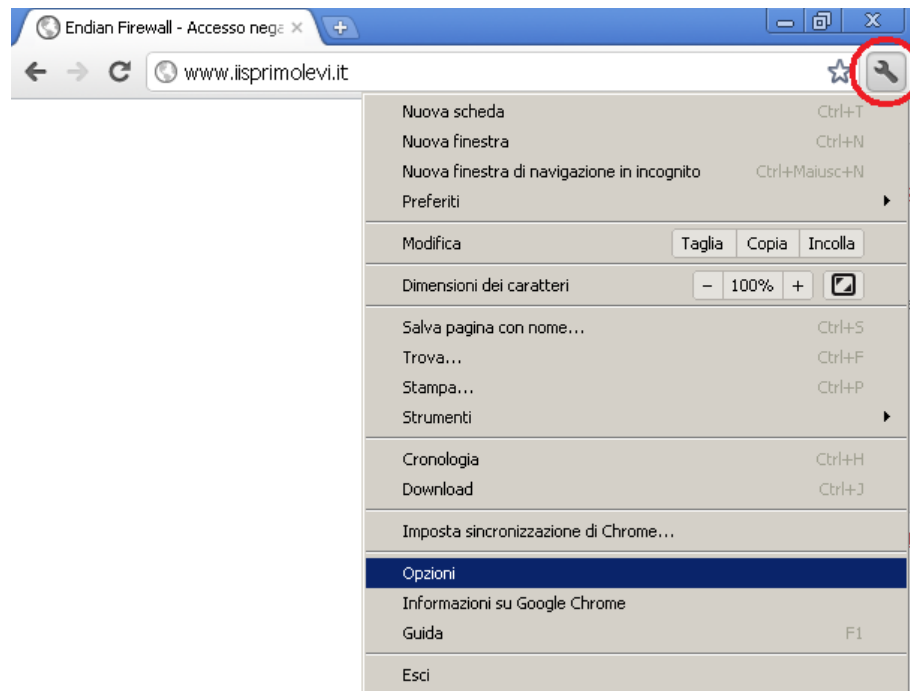 Endian Firewall - Accesso nega
www.iisprimolevi.it
Nuova scheda Ctrl+T
Nuova finestra Ctrl+N
Nuova finestra di navigazione in incognito Ctrl+Maiusc+N
Preferiti
Modifica Taglia Copia Incolla
Dimensioni dei caratteri − 100% +
Salva pagina con nome... Ctrl+S
Trova... Ctrl+F
Stampa... Ctrl+P
Strumenti
Cronologia Ctrl+H
Download Ctrl+J
Imposta sincronizzazione di Chrome...
Opzioni
Informazioni su Google Chrome
Guida F1
Esci